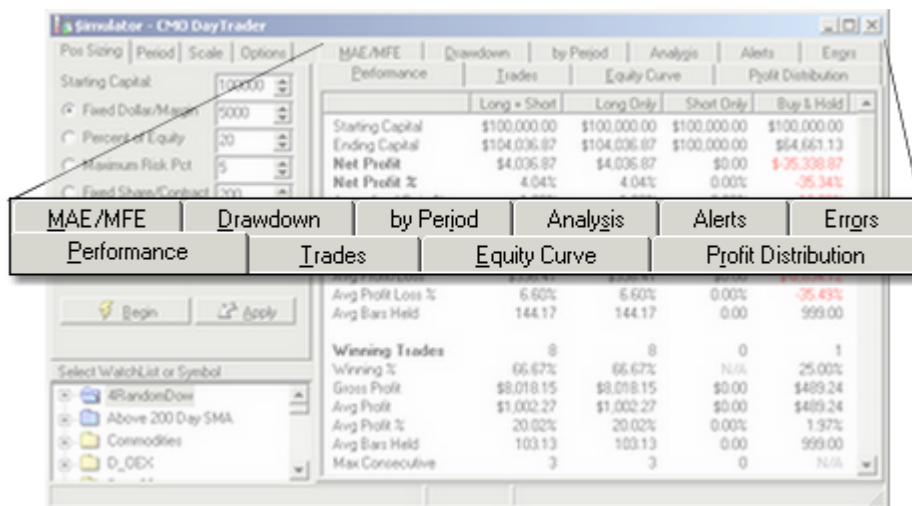 $imulator - CMO DayTrader
Pos Sizing Period Scale Options
MAE/MFE Drawdown by Period Analysis Alerts Errors
Performance Trades Equity Curve Profit Distribution
Starting Capital: 100000
Fixed Dollar/Margin 5000
Percent of Equity 20
Maximum Risk Pct 5
Fixed Share/Contract 200
Long + Short Long Only Short Only Buy & Hold
Starting Capital $100,000.00 $100,000.00 $100,000.00 $100,000.00
Ending Capital $104,036.87 $104,036.87 $100,000.00 $64,661.13
Net Profit $4,036.87 $4,036.87 $0.00 $-35,338.87
Net Profit % 4.04% 4.04% 0.00% -35.34%
MAE/MFE Drawdown by Period Analysis Alerts Errors
Performance Trades Equity Curve Profit Distribution
Avg Profit Loss % 6.60% 6.60% 0.00% -35.49%
Avg Bars Held 144.17 144.17 0.00 999.00
Begin Apply
Winning Trades 8 8 0 1
Winning % 66.67% 66.67% N/A 25.00%
Gross Profit $8,018.15 $8,018.15 $0.00 $489.24
Avg Profit $1,002.27 $1,002.27 $0.00 $489.24
Avg Profit % 20.02% 20.02% 0.00% 1.97%
Avg Bars Held 103.13 103.13 0.00 999.00
Max Consecutive 3 3 0 N/A
Select WatchList or Symbol
4RandomDow
Above 200 Day SMA
Commodities
D_OEX